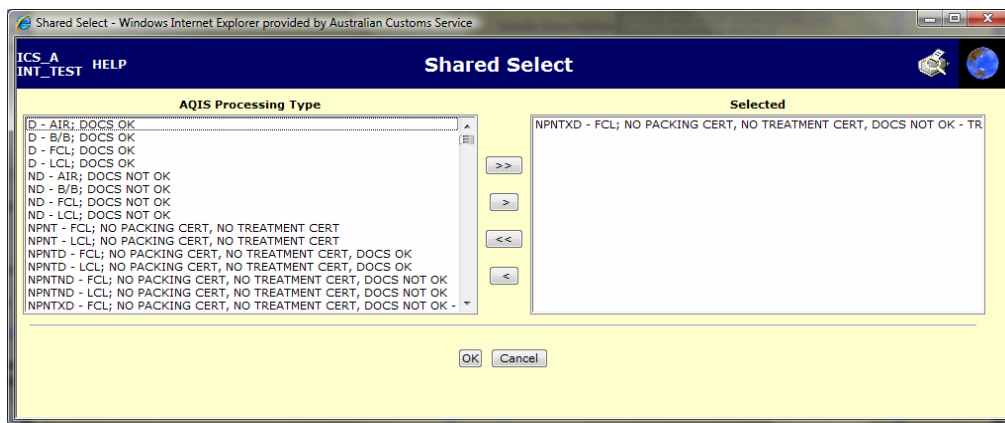 Shared Select - Windows Internet Explorer provided by Australian Customs Service
ICS_A
INT_TEST
HELP
Shared Select
AQIS Processing Type
D - AIR; DOCS OK
D - B/B; DOCS OK
D - FCL; DOCS OK
D - LCL; DOCS OK
ND - AIR; DOCS NOT OK
ND - B/B; DOCS NOT OK
ND - FCL; DOCS NOT OK
ND - LCL; DOCS NOT OK
NPNT - FCL; NO PACKING CERT, NO TREATMENT CERT
NPNT - LCL; NO PACKING CERT, NO TREATMENT CERT
NPNTD - FCL; NO PACKING CERT, NO TREATMENT CERT, DOCS OK
NPNTD - LCL; NO PACKING CERT, NO TREATMENT CERT, DOCS OK
NPNTND - FCL; NO PACKING CERT, NO TREATMENT CERT, DOCS NOT OK
NPNTND - LCL; NO PACKING CERT, NO TREATMENT CERT, DOCS NOT OK
NPNTXD - FCL; NO PACKING CERT, NO TREATMENT CERT, DOCS NOT OK -
>>
>
<<
<
Selected
NPNTXD - FCL; NO PACKING CERT, NO TREATMENT CERT, DOCS NOT OK - TR
OK
Cancel